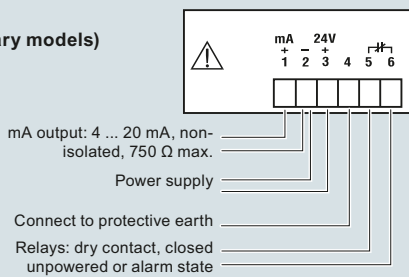 ary models)
mA 24V
+ – +
1 2 3 4 5 6
mA output: 4 ... 20 mA, non-
isolated, 750 Ω max.
Power supply
Connect to protective earth
Relays: dry contact, closed
unpowered or alarm state